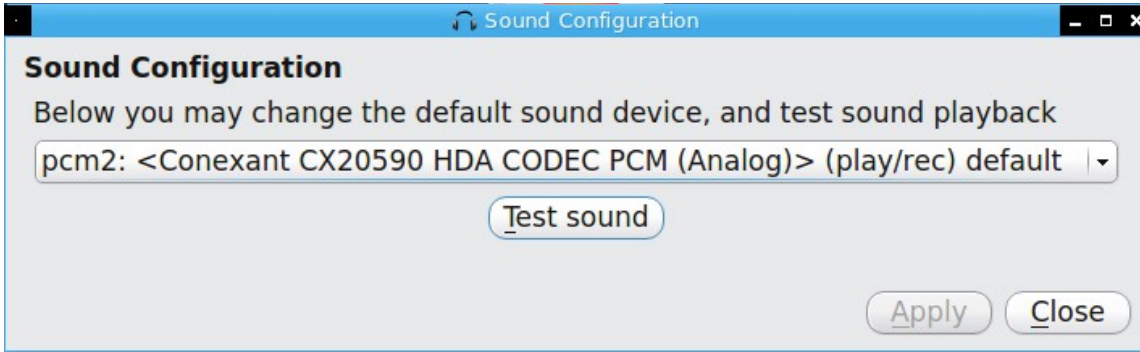 Sound Configuration
Sound Configuration
Below you may change the default sound device, and test sound playback
pcm2: <Conexant CX20590 HDA CODEC PCM (Analog)> (play/rec) default
Test sound
Apply Close